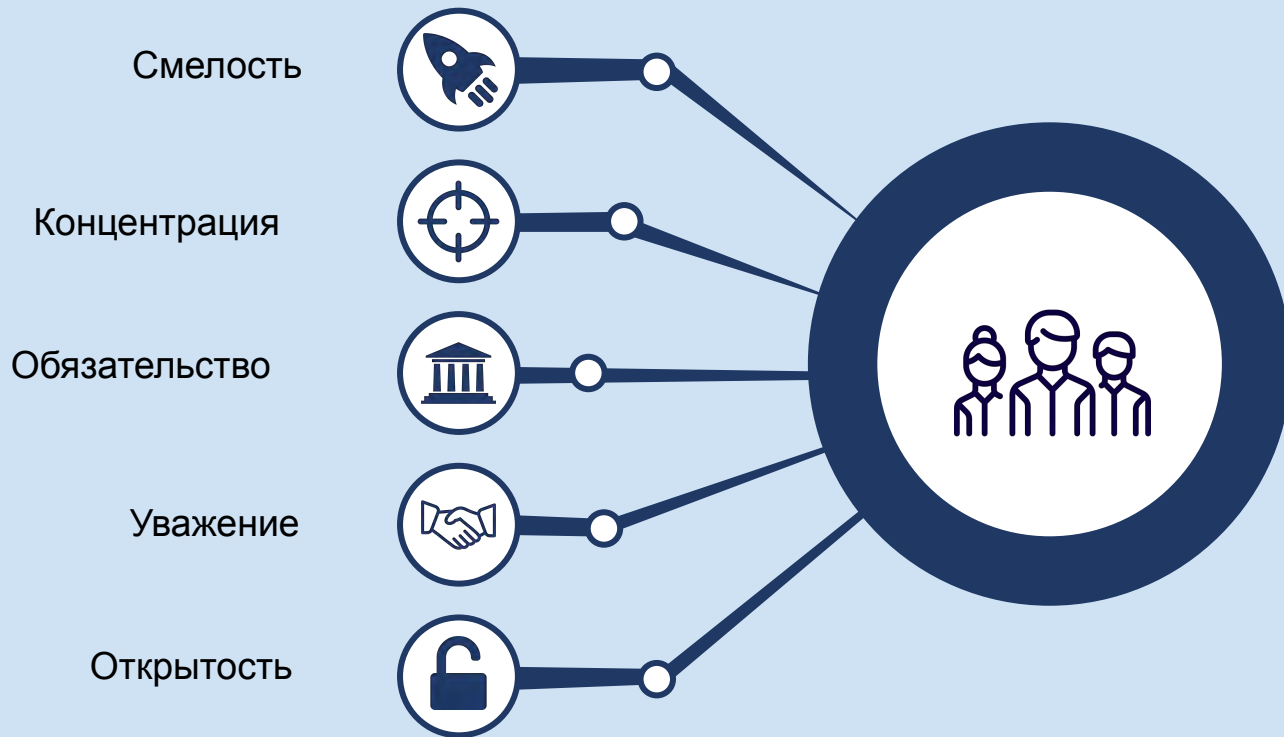 Смелость
Концентрация
Обязательство
Уважение
Открытость